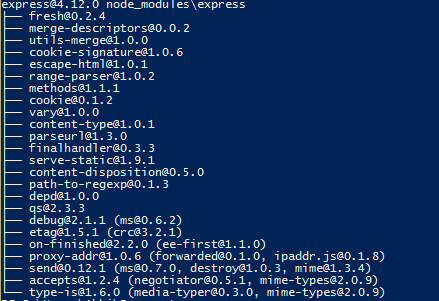 express@4.12.0 node_modules\express
├── fresh@0.2.4
├── merge-descriptors@0.0.2
├── utils-merge@1.0.0
├── cookie-signature@1.0.6
├── escape-html@1.0.1
├── range-parser@1.0.2
├── methods@1.1.1
├── cookie@0.1.2
├── vary@1.0.0
├── content-type@1.0.1
├── parseurl@1.3.0
├── finalhandler@0.3.3
├── serve-static@1.9.1
├── content-disposition@0.5.0
├── path-to-regexp@0.1.3
├── depd@1.0.0
├── qs@2.3.3
├── debug@2.1.1 (ms@0.6.2)
├── etag@1.5.1 (crc@3.2.1)
├── on-finished@2.2.0 (ee-first@1.1.0)
├── proxy-addr@1.0.6 (forwarded@0.1.0, ipaddr.js@0.1.8)
├── send@0.12.1 (ms@0.7.0, destroy@1.0.3, mime@1.3.4)
├── accepts@1.2.4 (negotiator@0.5.1, mime-types@2.0.9)
└── type-is@1.6.0 (media-typer@0.3.0, mime-types@2.0.9)